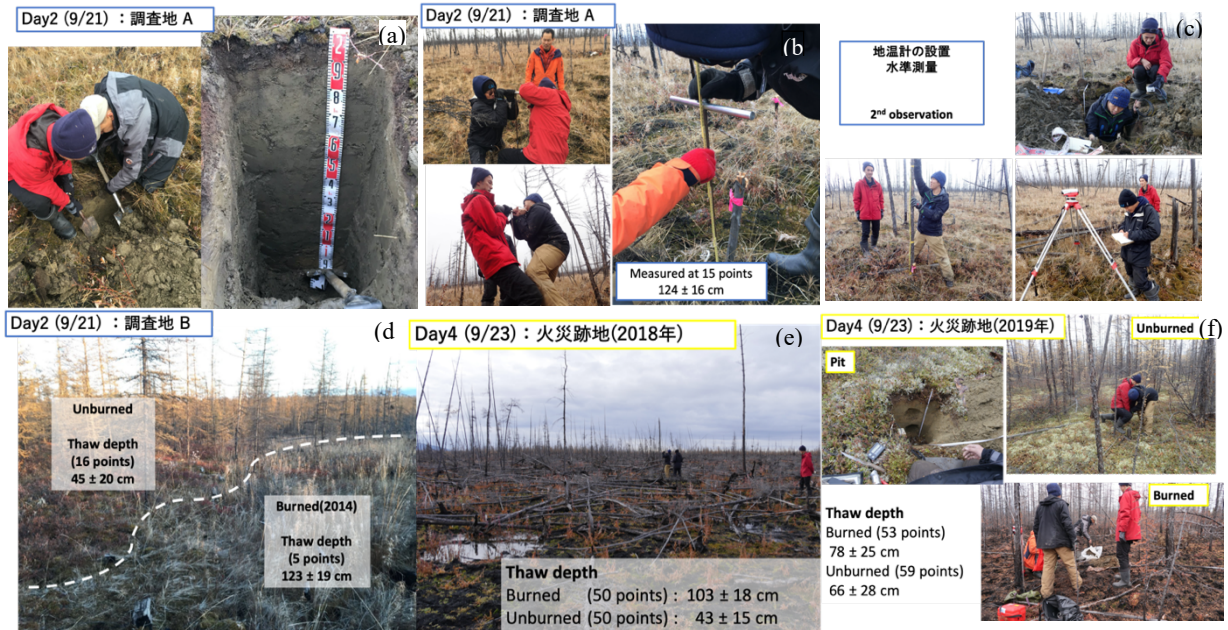 Day2 (9/21) ：調査地 A
(a)
Day2 (9/21) ：調査地 A
(b)
Measured at 15 points
124 ± 16 cm
(c)
地温計の設置
水準測量
2nd observation
Day2 (9/21) ：調査地 B
(d)
Unburned
Thaw depth
(16 points)
45 ± 20 cm
Burned(2014)
Thaw depth
(5 points)
123 ± 19 cm
Day4 (9/23)：火災跡地(2018年)
(e)
Thaw depth
Burned (50 points) : 103 ± 18 cm
Unburned (50 points) : 43 ± 15 cm
Day4 (9/23)：火災跡地(2019年)
Unburned
(f)
Pit
Burned
Thaw depth
Burned (53 points)
78 ± 25 cm
Unburned (59 points)
66 ± 28 cm